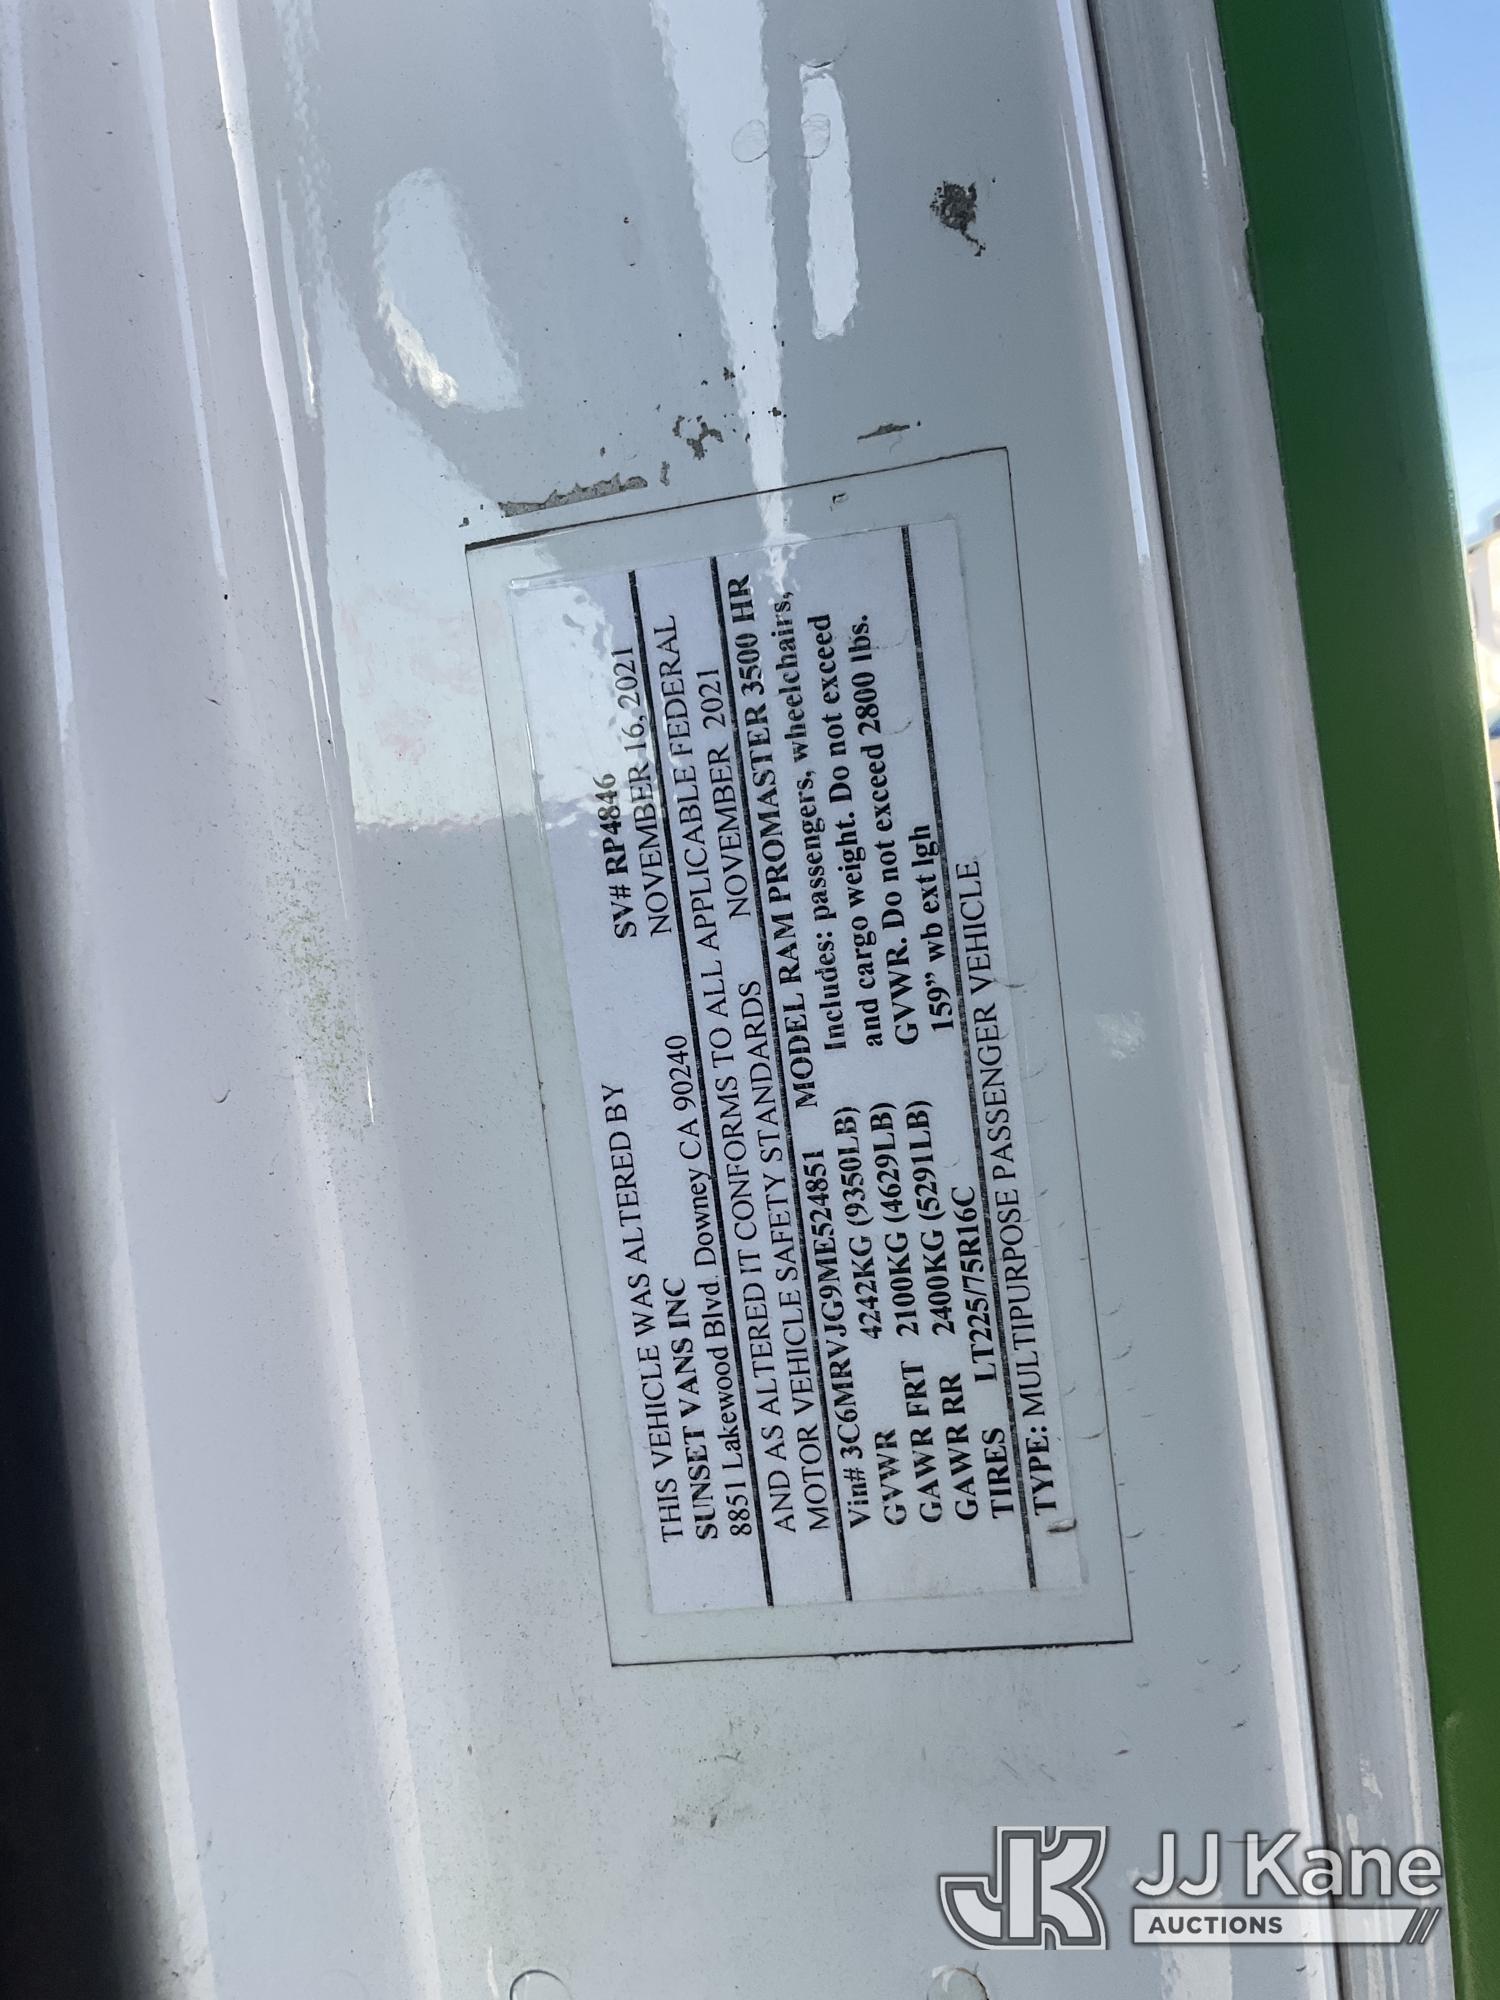 THIS VEHICLE WAS ALTERED BY SV# RP4846
SUNSET VANS INC NOVEMBER 16, 2021
8851 Lakewood Blvd. Downey CA 90240
AND AS ALTERED IT CONFORMS TO ALL APPLICABLE FEDERAL
MOTOR VEHICLE SAFETY STANDARDS NOVEMBER 2021
Vin# 3C6MRVJG9ME524851 MODEL RAM PROMASTER 3500 HR
GVWR 4242KG (9350LB) Includes: passengers, wheelchairs,
GAWR FRT 2100KG (4629LB) and cargo weight. Do not exceed
GAWR RR 2400KG (5291LB) GVWR. Do not exceed 2800 lbs.
TIRES LT225/75R16C 159” wb ext lgh
TYPE: MULTIPURPOSE PASSENGER VEHICLE
JK JJ Kane
AUCTIONS